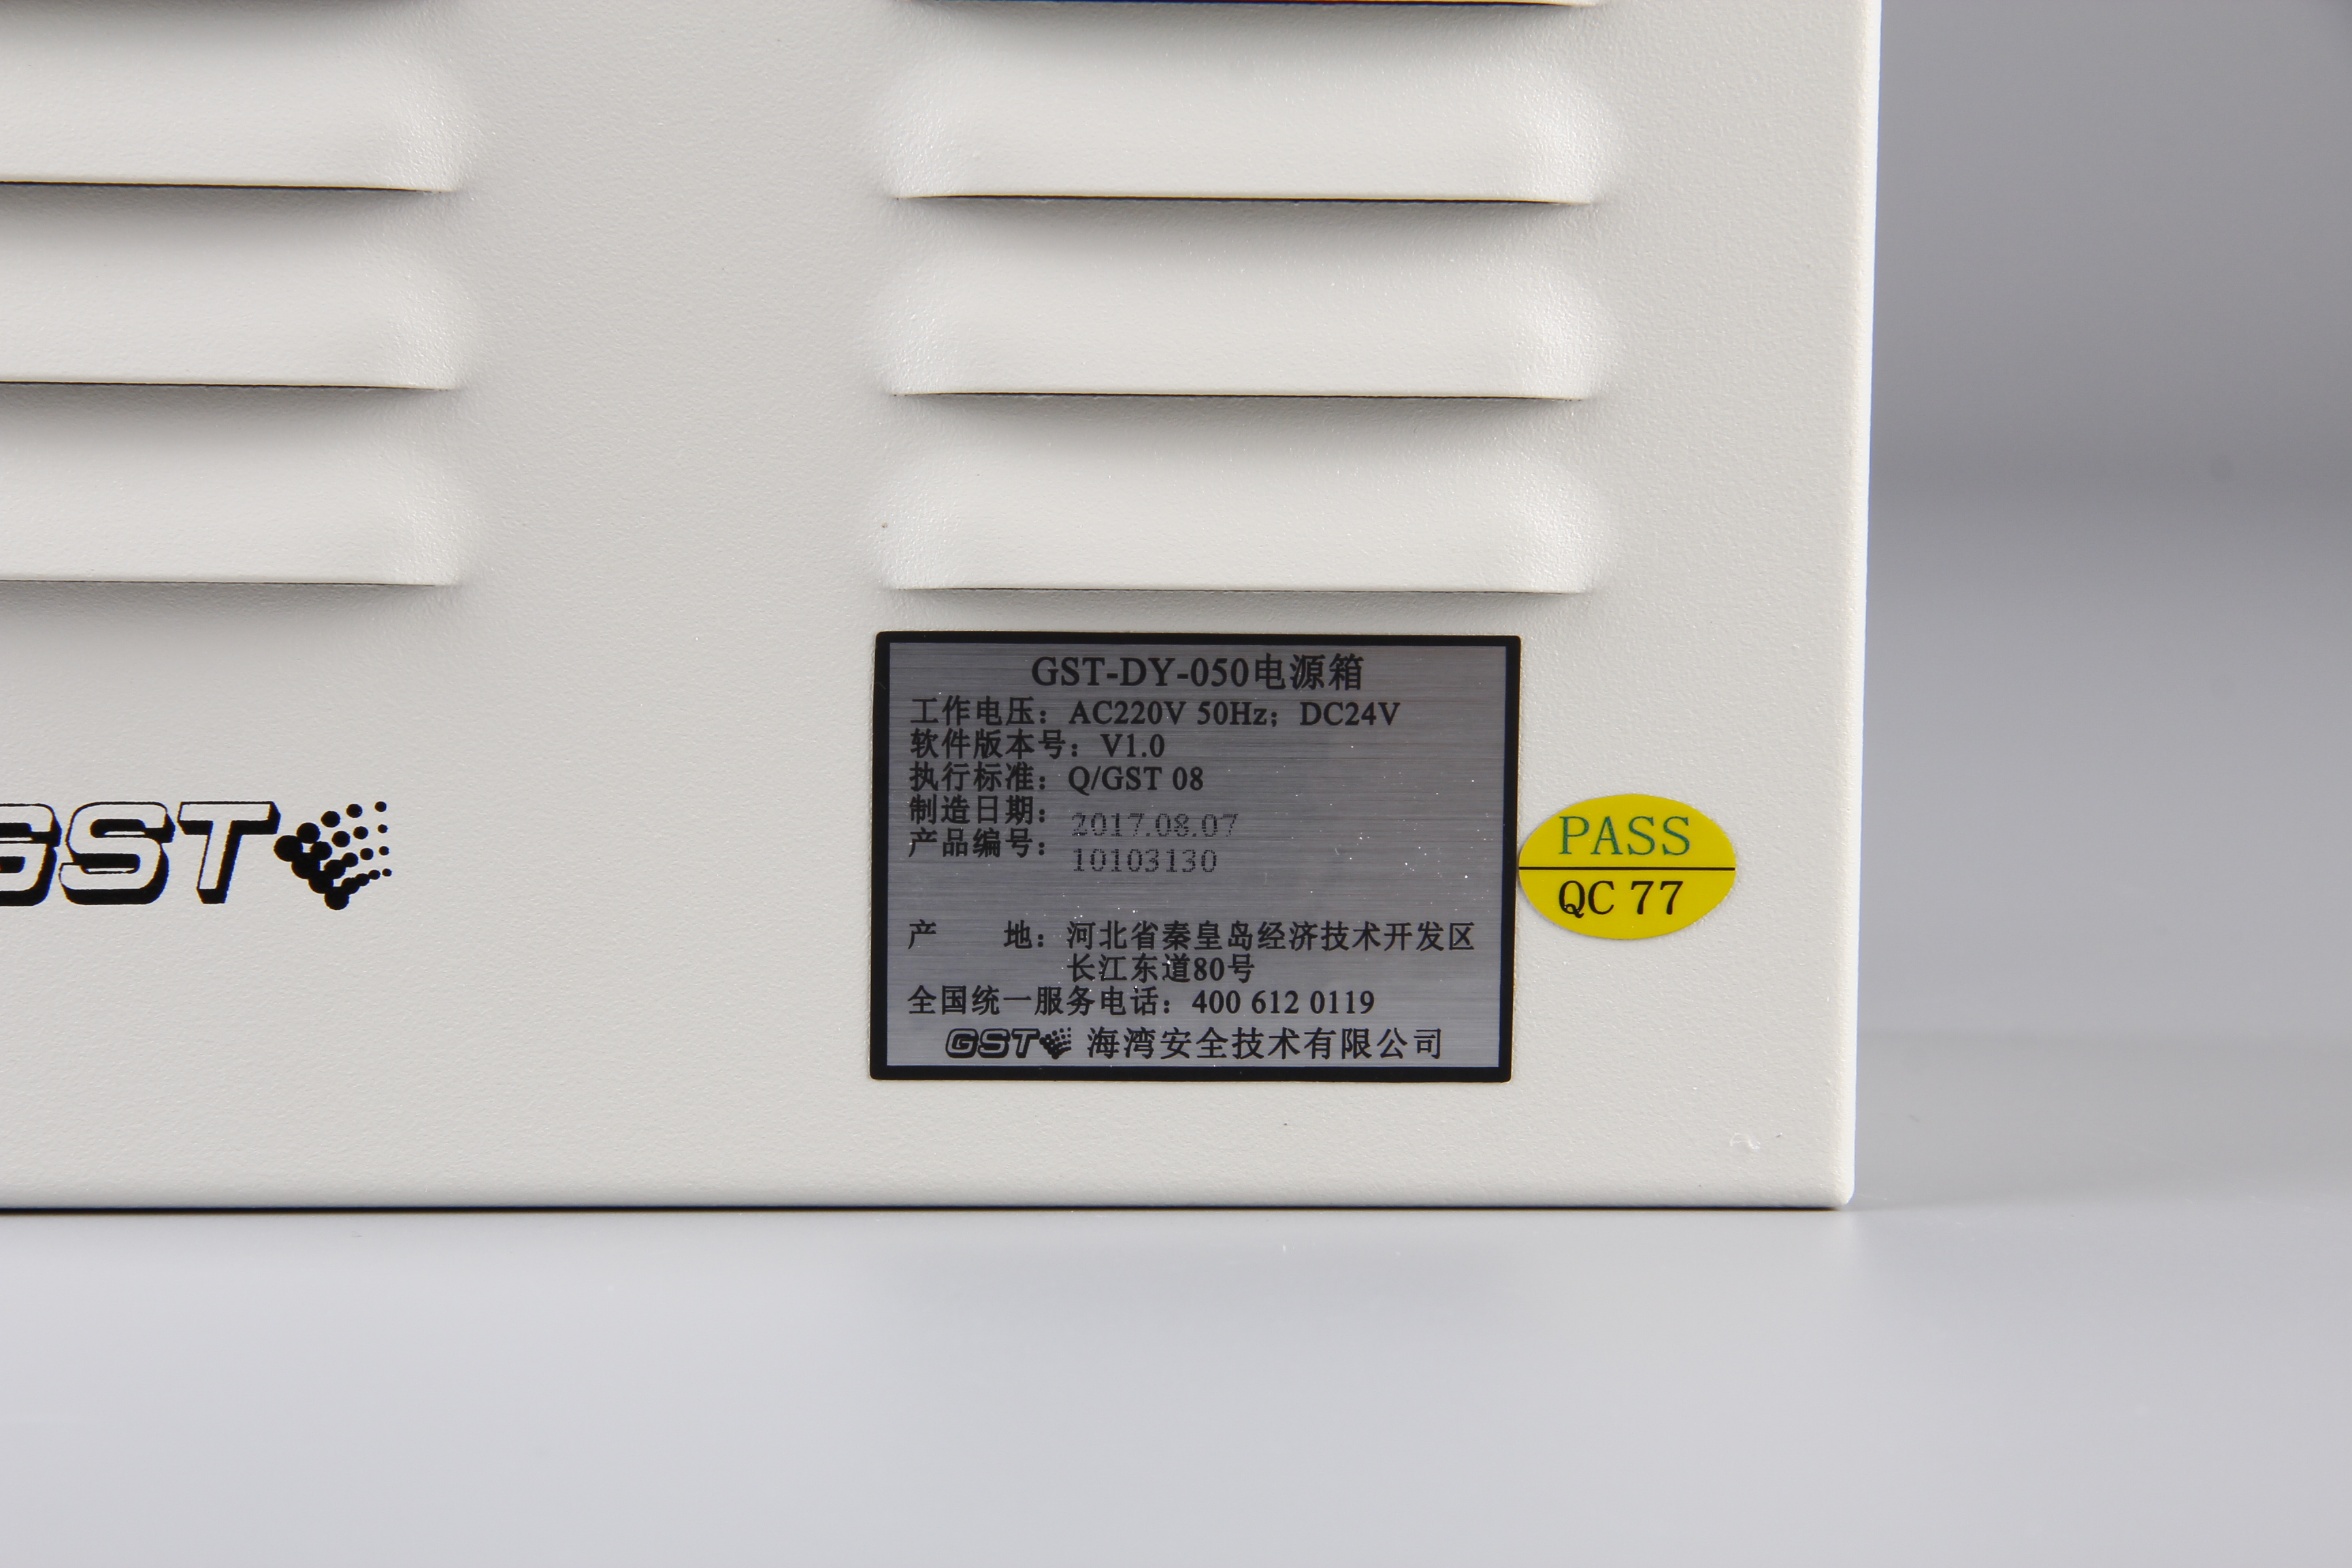 GST
GST-DY-050电源箱
工作电压：AC220V 50Hz；DC24V
软件版本号：V1.0
执行标准：Q/GST 08
制造日期：2017.08.07
产品编号：10103130
产 地：河北省秦皇岛经济技术开发区
长江东道80号
全国统一服务电话：400 612 0119
GST 海湾安全技术有限公司
PASS
QC 77